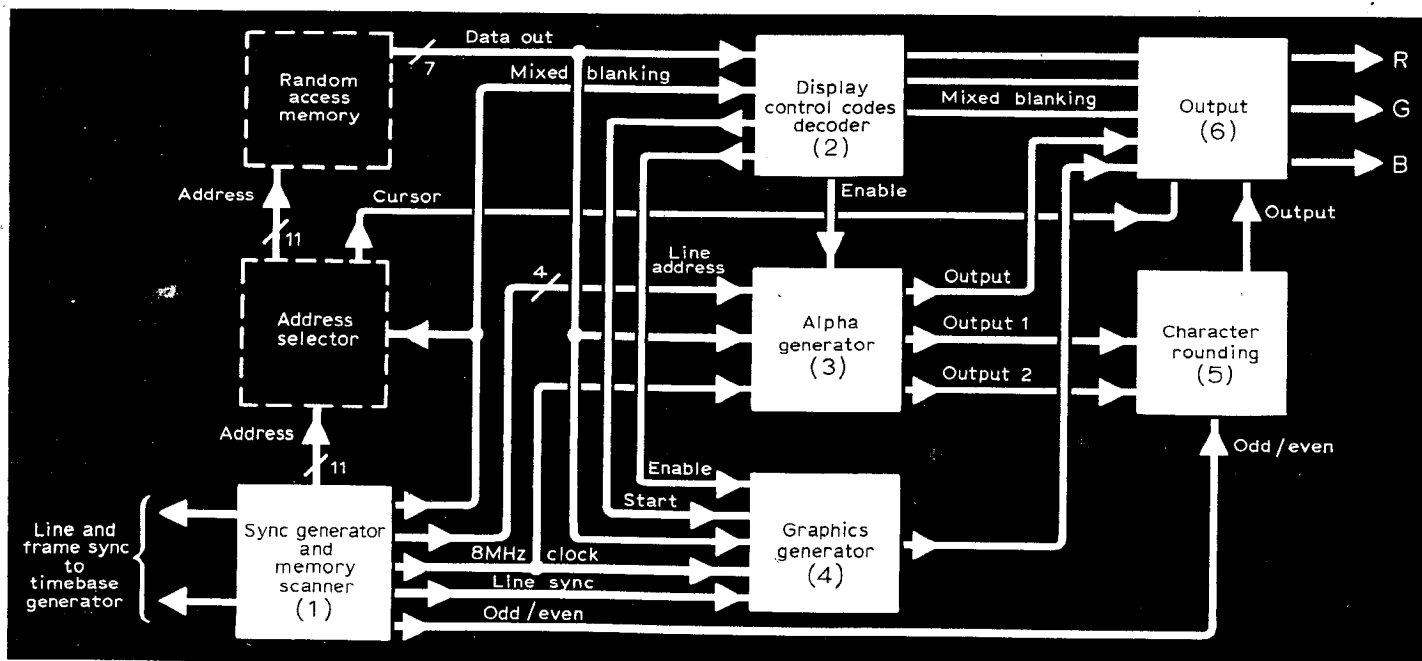 Random
access
memory
7
Data out
Mixed blanking
Display
control codes
decoder
(2)
Mixed blanking
Output
(6)
R
G
B
Address
11
Cursor
Enable
Output
Address
selector
4
Line
address
Alpha
generator
(3)
Output
Output 1
Output 2
Character
rounding
(5)
Address
11
Enable
Start
Odd/even
Line and
frame sync
to
timebase
generator
Sync generator
and
memory
scanner
(1)
8MHz clock
Line sync
Odd/even
Graphics
generator
(4)